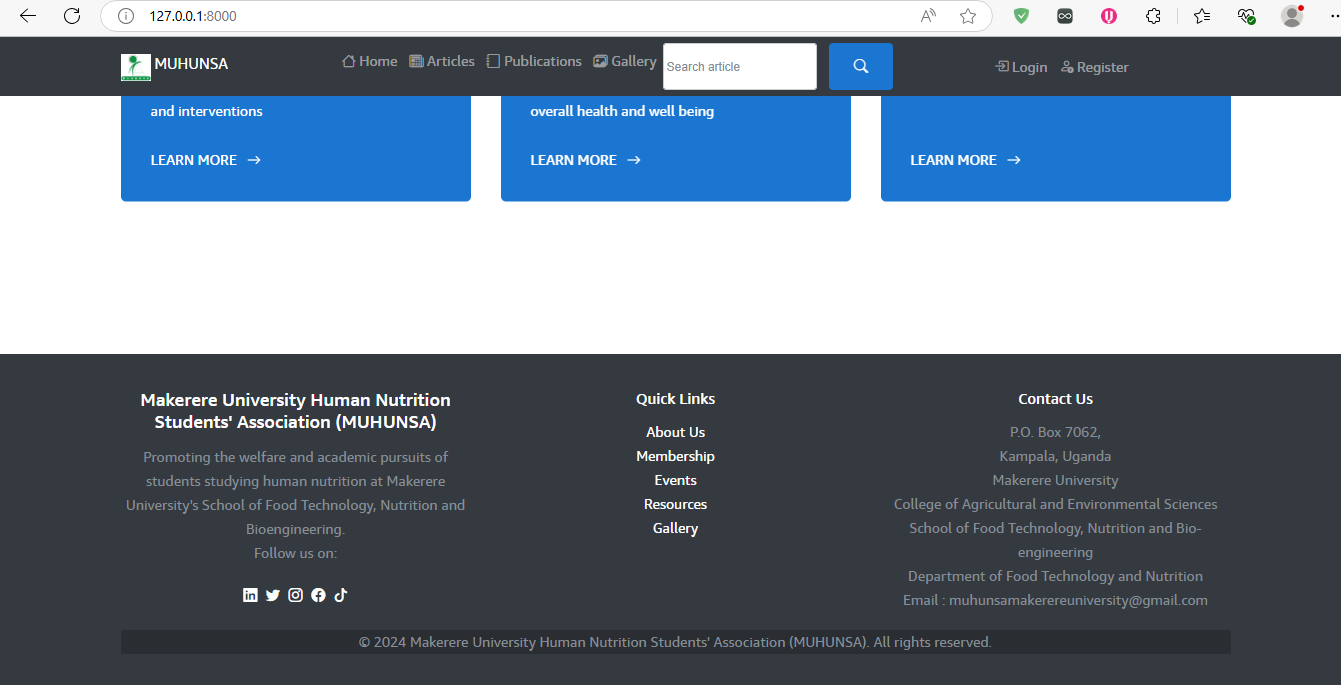 127.0.0.1:8000
MUHUNSA
Home Articles Publications Gallery Search article Login Register
and interventions
overall health and well being
LEARN MORE → LEARN MORE → LEARN MORE →
Makerere University Human Nutrition
Students' Association (MUHUNSA)
Promoting the welfare and academic pursuits of
students studying human nutrition at Makerere
University's School of Food Technology, Nutrition and
Bioengineering.
Follow us on:
Quick Links
About Us
Membership
Events
Resources
Gallery
Contact Us
P.O. Box 7062,
Kampala, Uganda
Makerere University
College of Agricultural and Environmental Sciences
School of Food Technology, Nutrition and Bio-
engineering
Department of Food Technology and Nutrition
Email : muhunsamakerereuniversity@gmail.com
© 2024 Makerere University Human Nutrition Students' Association (MUHUNSA). All rights reserved.